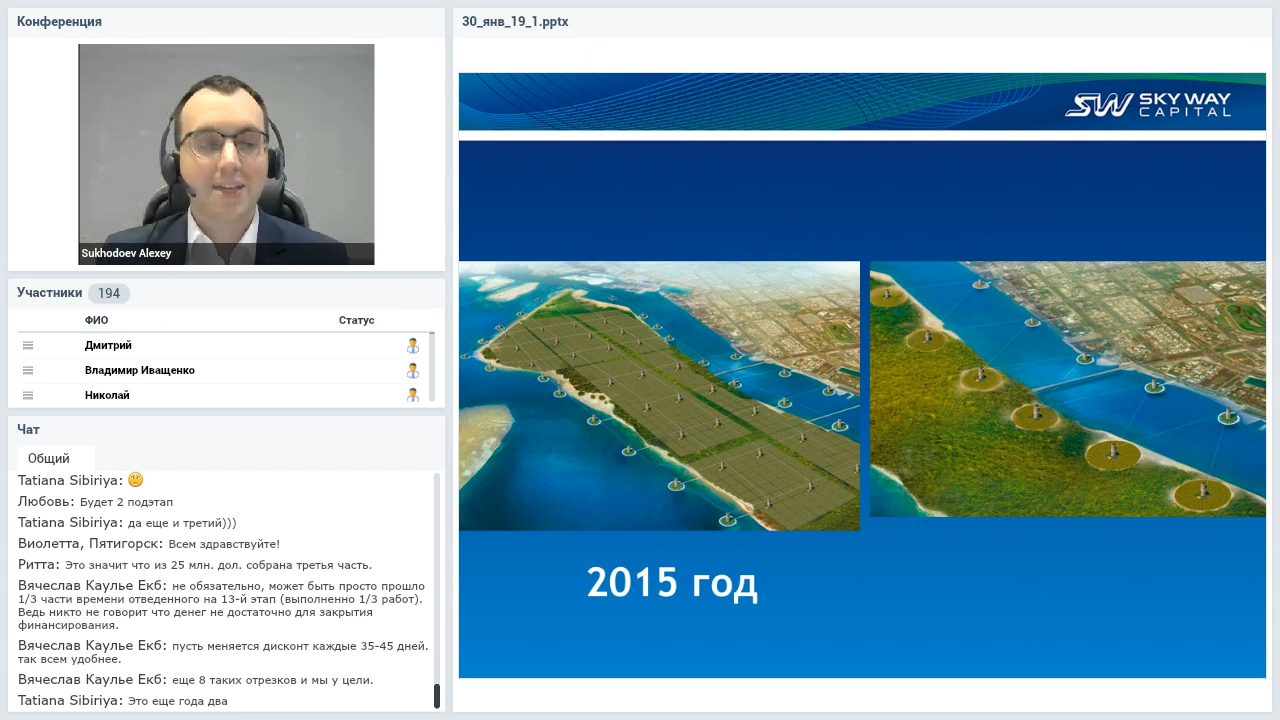 Конференция
Sukhodoev Alexey
Участники 194
ФИО Статус
Дмитрий
Владимир Иващенко
Николай
Чат
Общий
Tatiana Sibiriya:
Любовь: Будет 2 подэтап
Tatiana Sibiriya: да еще и третий)))
Виолетта, Пятигорск: Всем здравствуйте!
Ритта: Это значит что из 25 млн. дол. собрана третья часть.
Вячеслав Каулье Екб: не обязательно, может быть просто прошло
1/3 части времени отведенного на 13-й этап (выполненно 1/3 работ).
Ведь никто не говорит что денег не достаточно для закрытия
финансирования.
Вячеслав Каулье Екб: пусть меняется дисконт каждые 35-45 дней.
так всем удобнее.
Вячеслав Каулье Екб: еще 8 таких отрезков и мы у цели.
Tatiana Sibiriya: Это еще года два
30_янв_19_1.pptx
SW SKY WAY
CAPITAL
2015 год